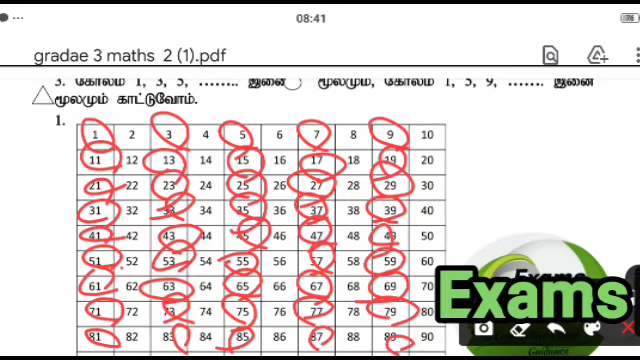 08:41
gradae 3 maths 2 (1).pdf
3. கோலம் 1, 3, 5, ........ இனை மூலமும், கோலம் 1, 5, 9, ...... இனை
மூலமும் காட்டுவோம்.
1.
1 2 3 4 5 6 7 8 9 10
11 12 13 14 15 16 17 18 19 20
21 22 23 24 25 26 27 28 29 30
31 32 33 34 35 36 37 38 39 40
41 42 43 44 45 46 47 48 49 50
51 52 53 54 55 56 57 58 59 60
61 62 63 64 65 66 67 68 69 70
71 72 73 74 75 76 77 78 79 80
81 82 83 84 85 86 87 88 89 90
Exams
Guidance